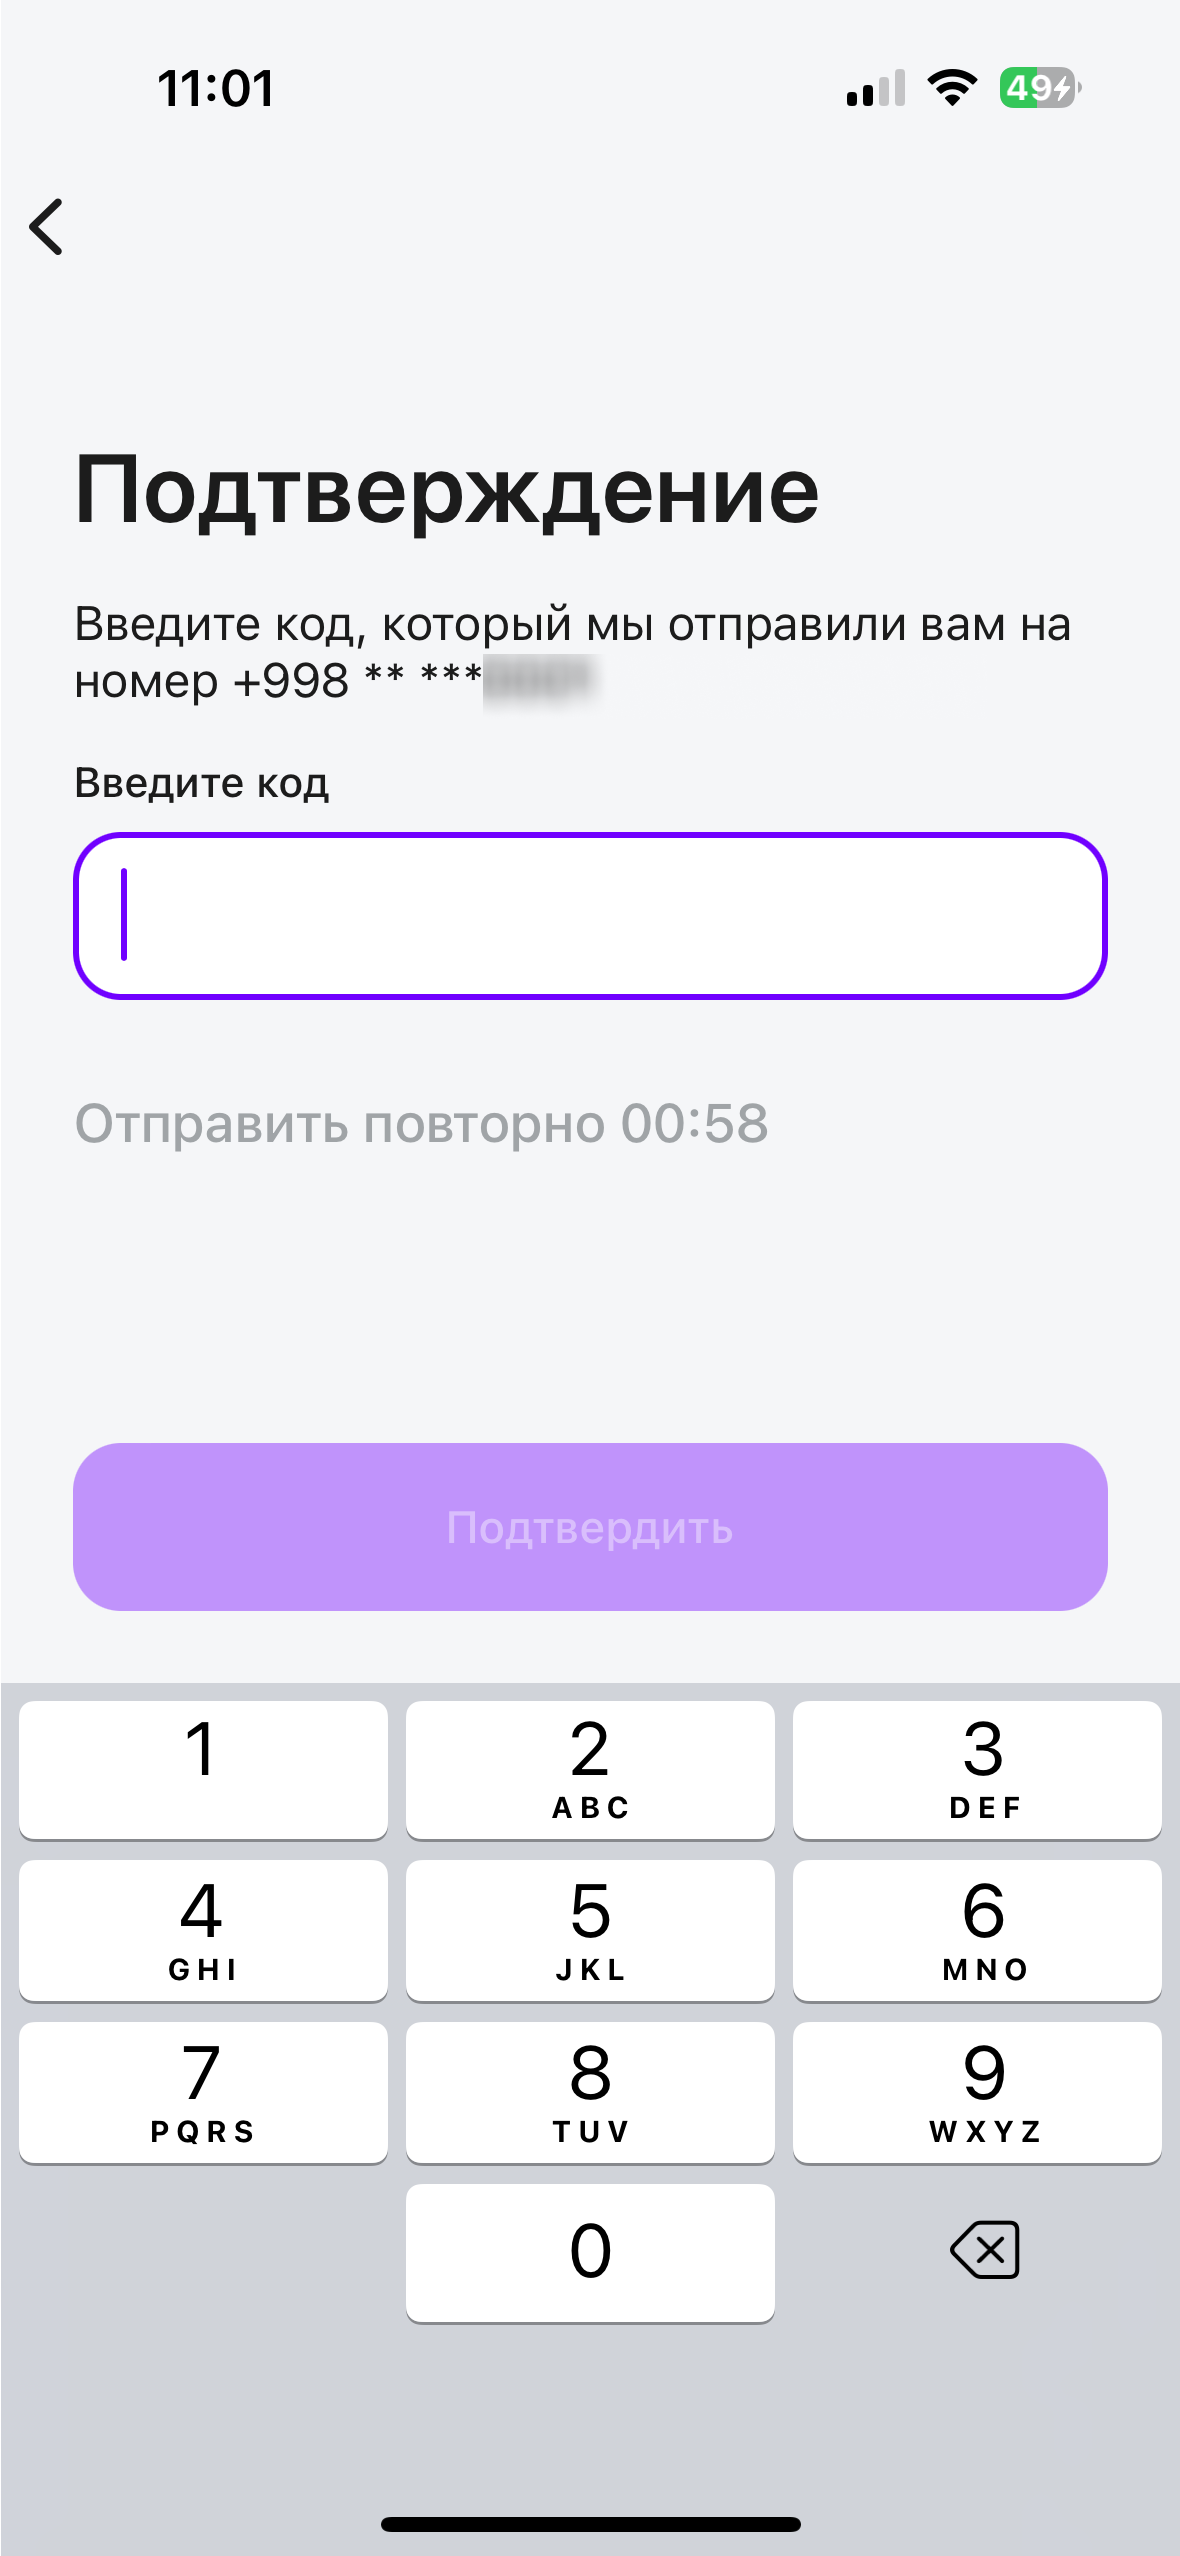 11:01
49
Подтверждение
Введите код, который мы отправили вам на
номер +998 ** ***
Введите код
Отправить повторно 00:58
Подтвердить
1
2
3
ABC
DEF
4
5
6
GHI
JKL
MNO
7
8
9
PQRS
TUV
WXYZ
0